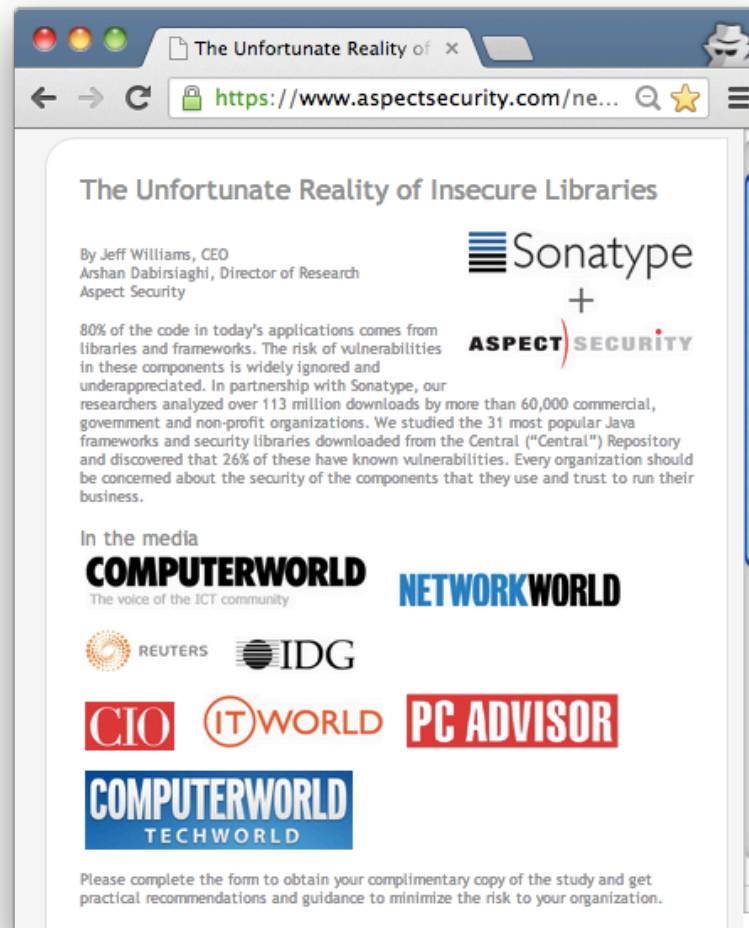 The Unfortunate Reality of
https://www.aspectsecurity.com/ne...
The Unfortunate Reality of Insecure Libraries
By Jeff Williams, CEO
Arshan Dabirsiaghi, Director of Research
Aspect Security
Sonatype
+
ASPECT SECURITY
80% of the code in today's applications comes from
libraries and frameworks. The risk of vulnerabilities
in these components is widely ignored and
underappreciated. In partnership with Sonatype, our
researchers analyzed over 113 million downloads by more than 60,000 commercial,
government and non-profit organizations. We studied the 31 most popular Java
frameworks and security libraries downloaded from the Central ("Central") Repository
and discovered that 26% of these have known vulnerabilities. Every organization should
be concerned about the security of the components that they use and trust to run their
business.
In the media
COMPUTERWORLD
The voice of the ICT community
NETWORKWORLD
REUTERS
IDG
CIO
ITWORLD
PC ADVISOR
COMPUTERWORLD
TECHWORLD
Please complete the form to obtain your complimentary copy of the study and get
practical recommendations and guidance to minimize the risk to your organization.